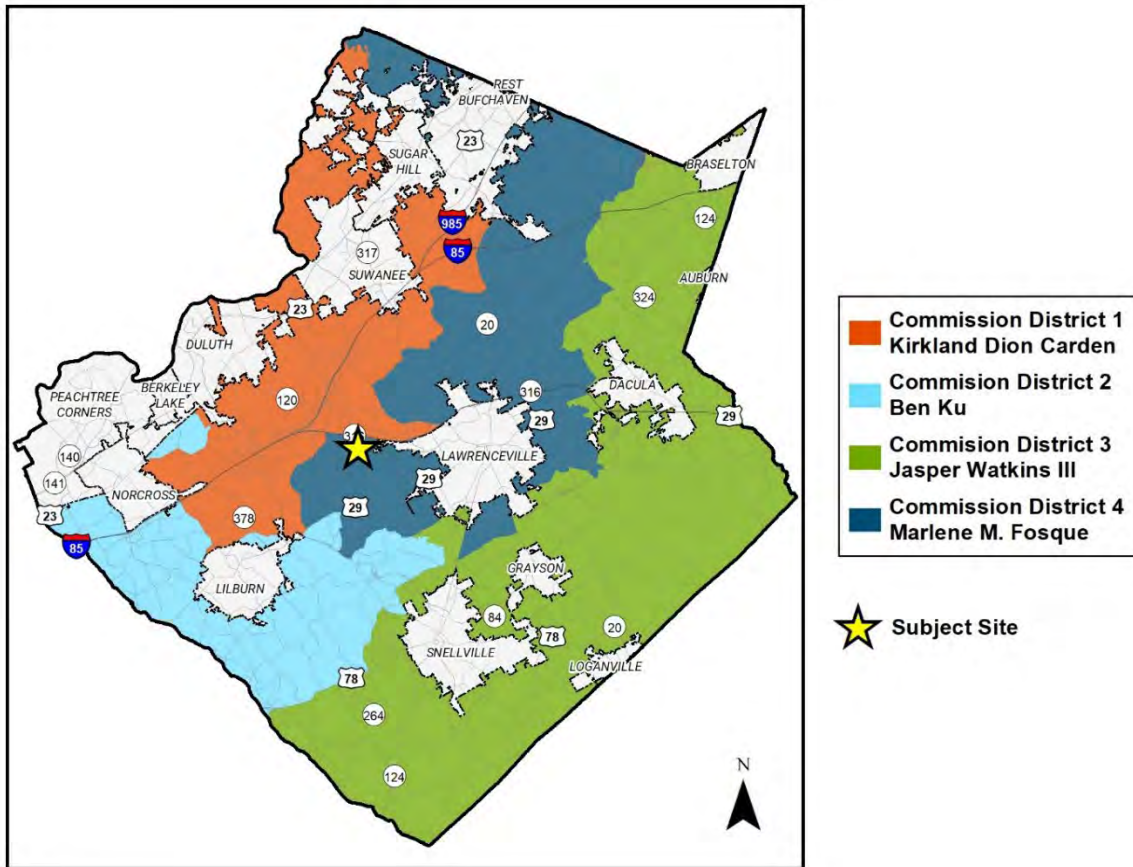 REST
BUFCHAVEN
23
SUGAR
HILL
BRASELTON
985
124
317
85
SUWANEE
AUBURN
324
23
20
DULUTH
BERKELEY
LAKE
PEACHTREE
CORNERS
DACULA
316
120
29
29
140
LAWRENCEVILLE
141
29
NORCROSS
29
23
378
85
GRAYSON
LILBURN
84
20
78
SNELLVILLE
LOGANVILLE
78
264
124
N
Commission District 1
Kirkland Dion Carden
Commision District 2
Ben Ku
Commision District 3
Jasper Watkins III
Commision District 4
Marlene M. Fosque
Subject Site